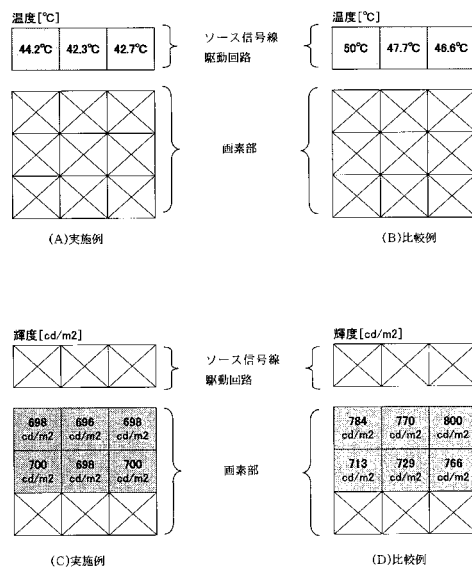 温度[℃]
44.2℃ 42.3℃ 42.7℃
ソース信号線
駆動回路
温度[℃]
50℃ 47.7℃ 46.6℃
画素部
(A)実施例
(B)比較例
輝度[cd/m2]
ソース信号線
駆動回路
輝度[cd/m2]
698 696 698
cd/m2 cd/m2 cd/m2
700 698 700
cd/m2 cd/m2 cd/m2
画素部
784 770 800
cd/m2 cd/m2 cd/m2
713 729 766
cd/m2 cd/m2 cd/m2
(C)実施例
(D)比較例